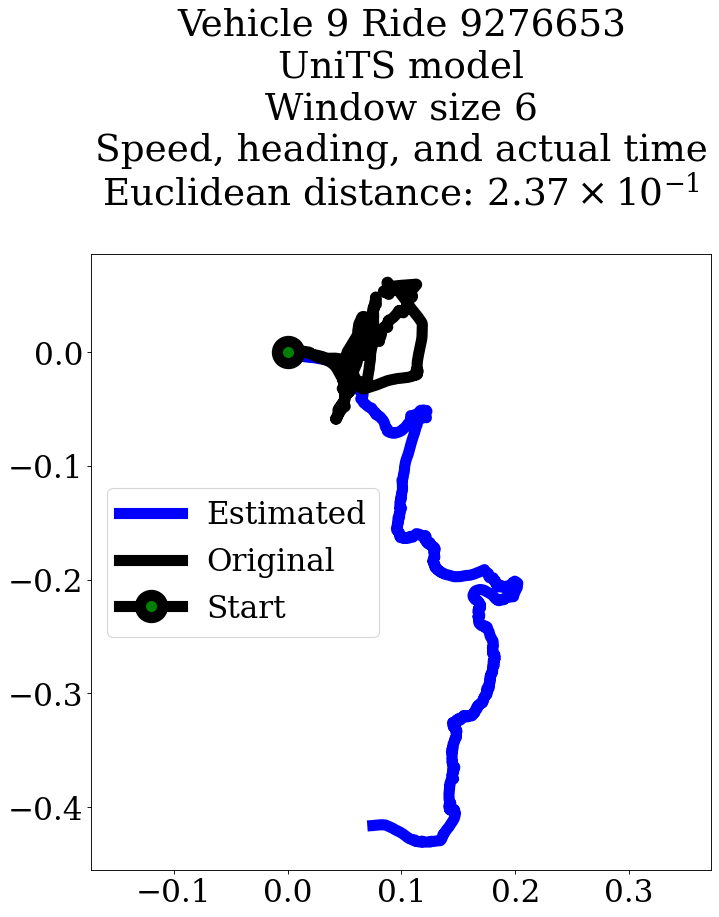 Vehicle 9 Ride 9276653
UniTS model
Window size 6
Speed, heading, and actual time
Euclidean distance: 2.37 × 10⁻¹
0.0
−0.1
−0.2
−0.3
−0.4
Estimated
Original
Start
−0.1 0.0 0.1 0.2 0.3